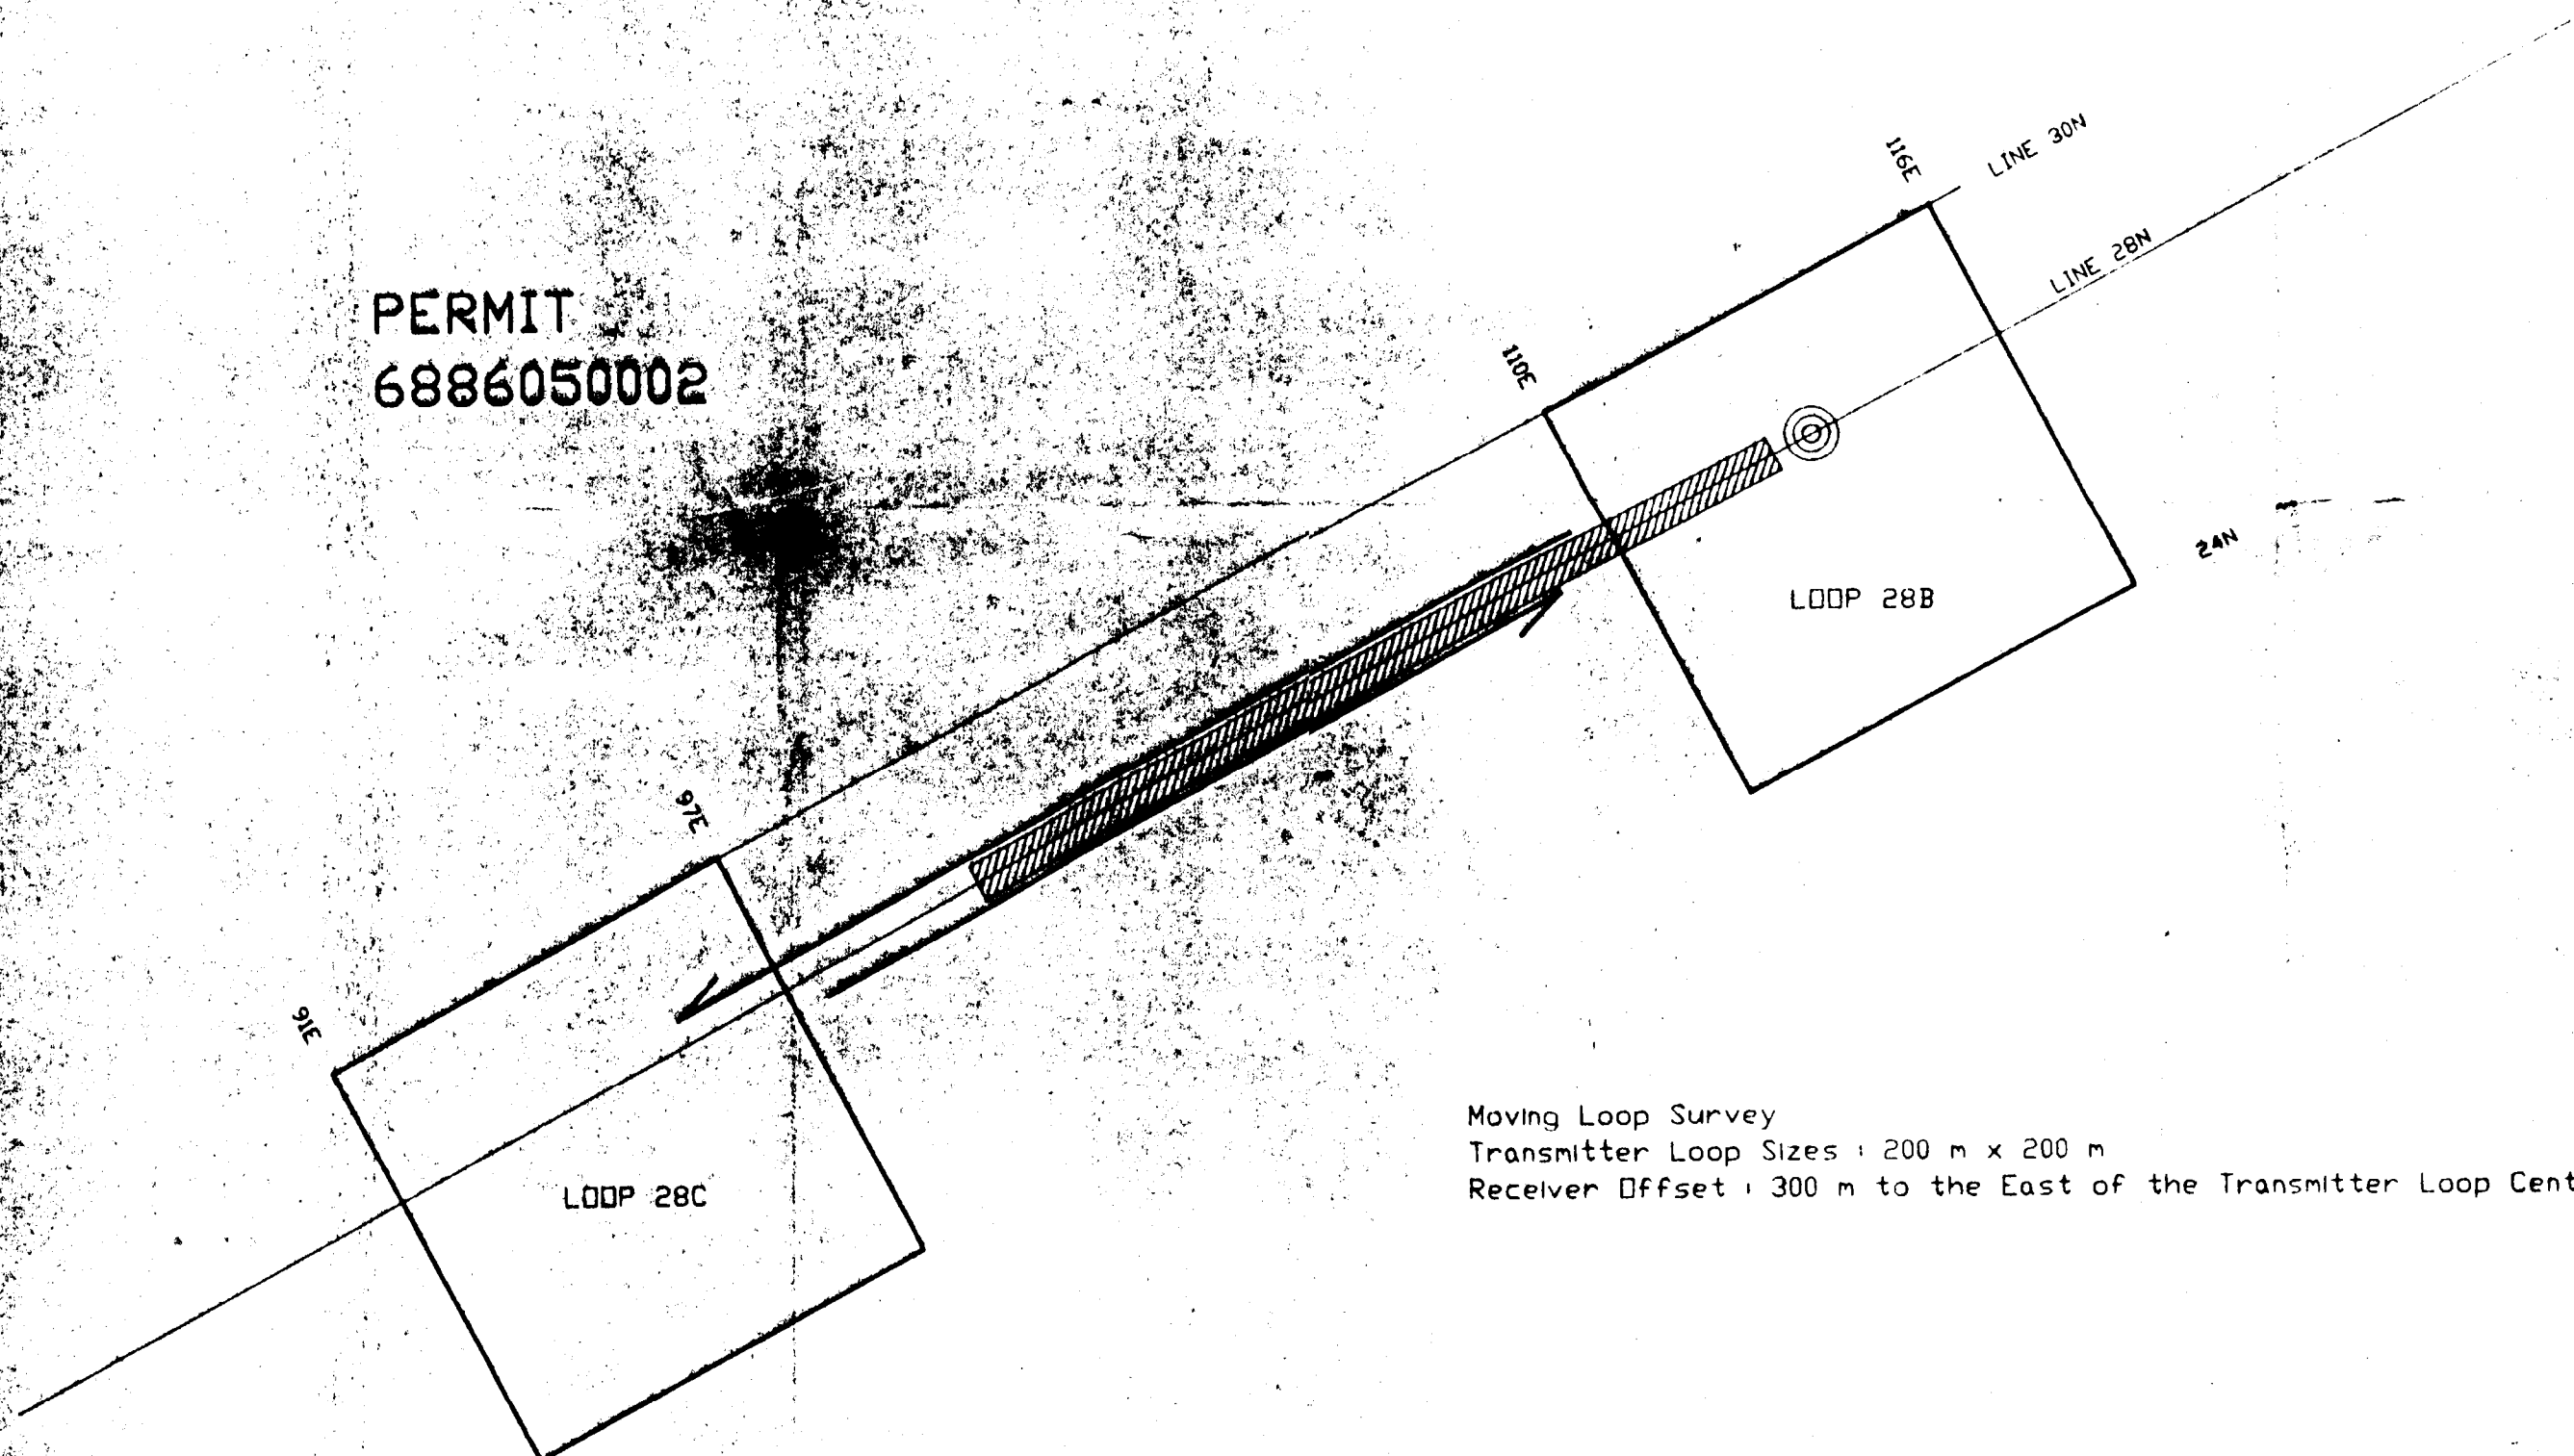 PERMIT
6886050002
116E
LINE 30N
LINE 28N
110E
24N
LOOP 28B
97E
91E
LOOP 28C
Moving Loop Survey
Transmitter Loop Sizes : 200 m x 200 m
Receiver Offset : 300 m to the East of the Transmitter Loop Cent